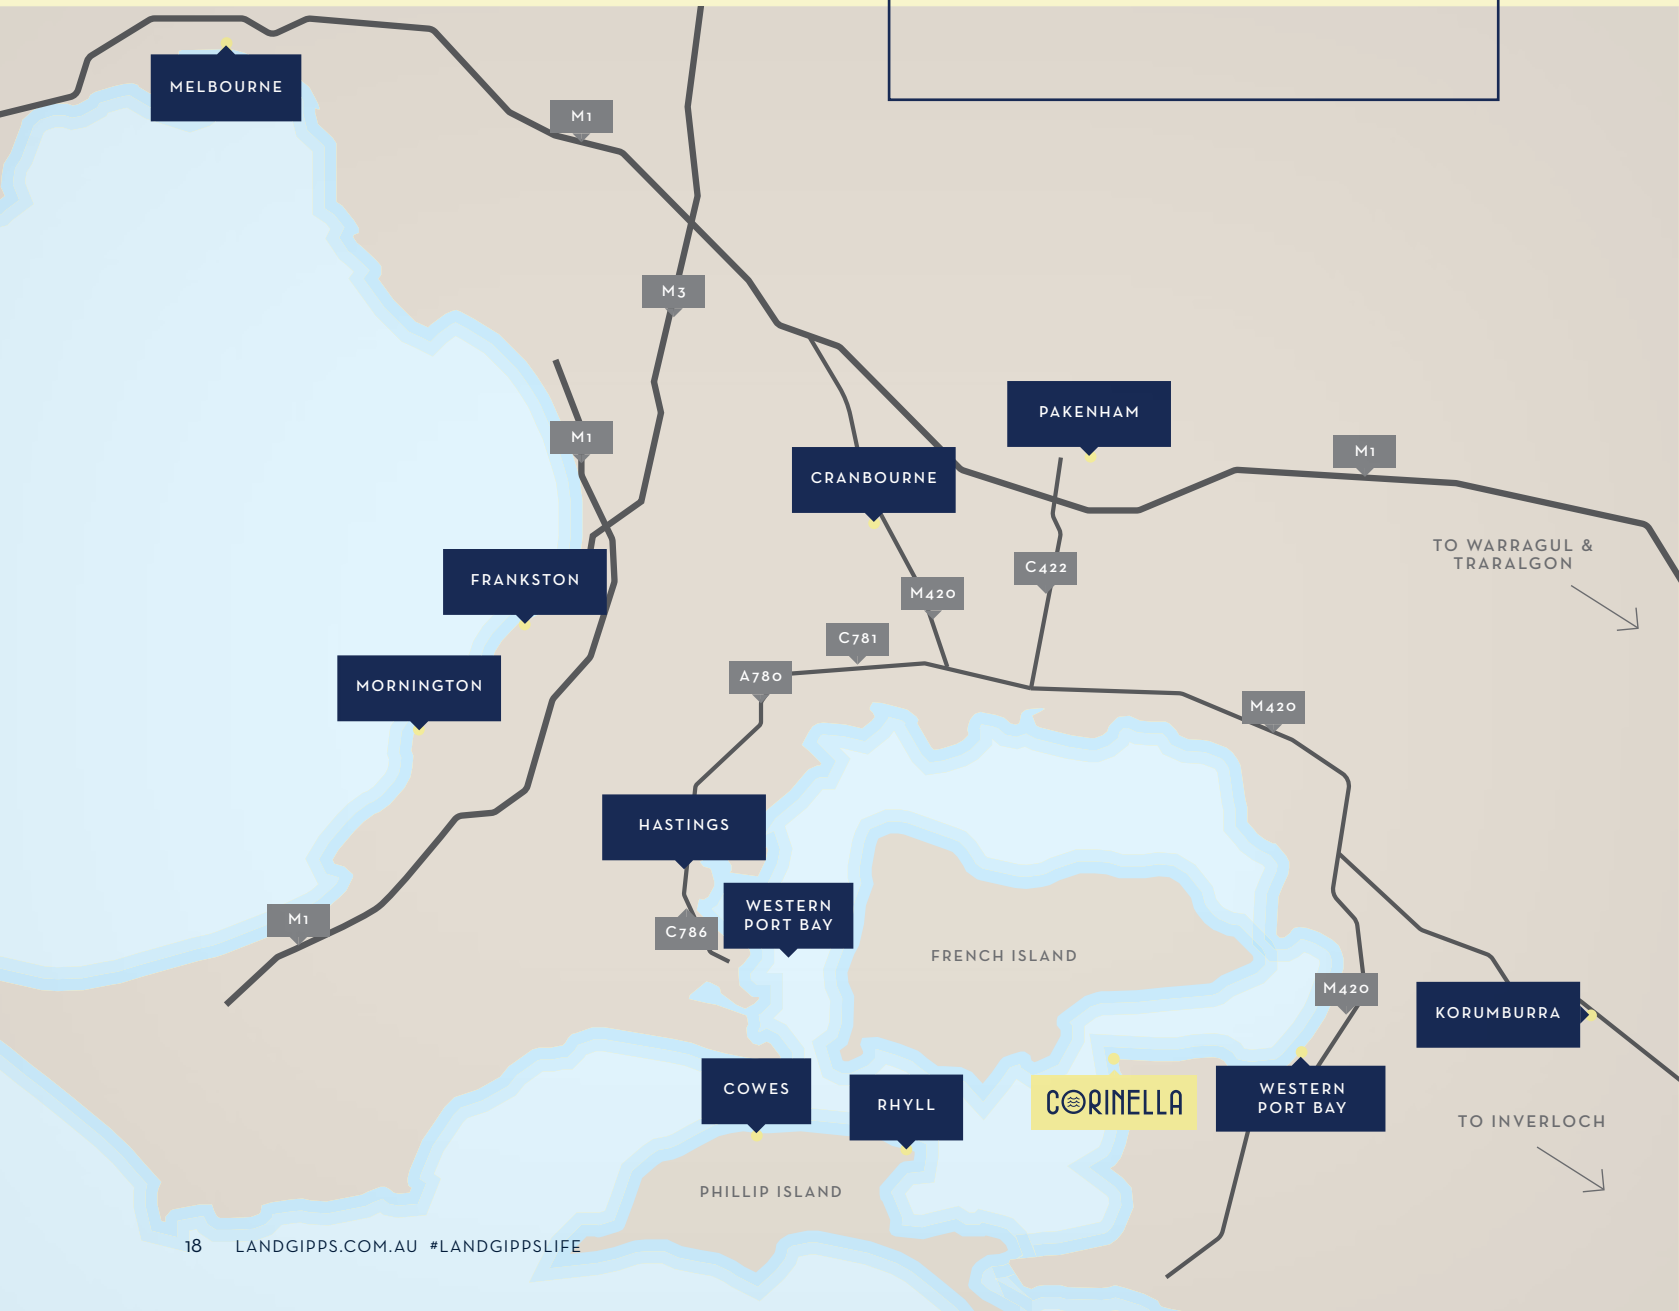 MELBOURNE
M1
M3
PAKENHAM
M1
M1
CRANBOURNE
TO WARRAGUL &
TRARALGON
C422
FRANKSTON
M420
C781
A780
MORNINGTON
M420
HASTINGS
WESTERN
PORT BAY
M1
C786
FRENCH ISLAND
M420
KORUMBURRA
COWES
RHYLL
CORINELLA
WESTERN
PORT BAY
TO INVERLOCH
PHILLIP ISLAND
18 LANDGIPPS.COM.AU #LANDGIPPSLIFE